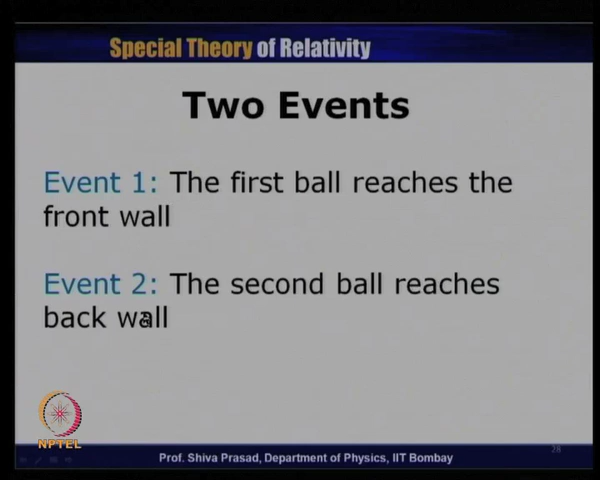 Special Theory of Relativity
Two Events
Event 1: The first ball reaches the
front wall
Event 2: The second ball reaches
back wall
NPTEL
Prof. Shiva Prasad, Department of Physics, IIT Bombay
28